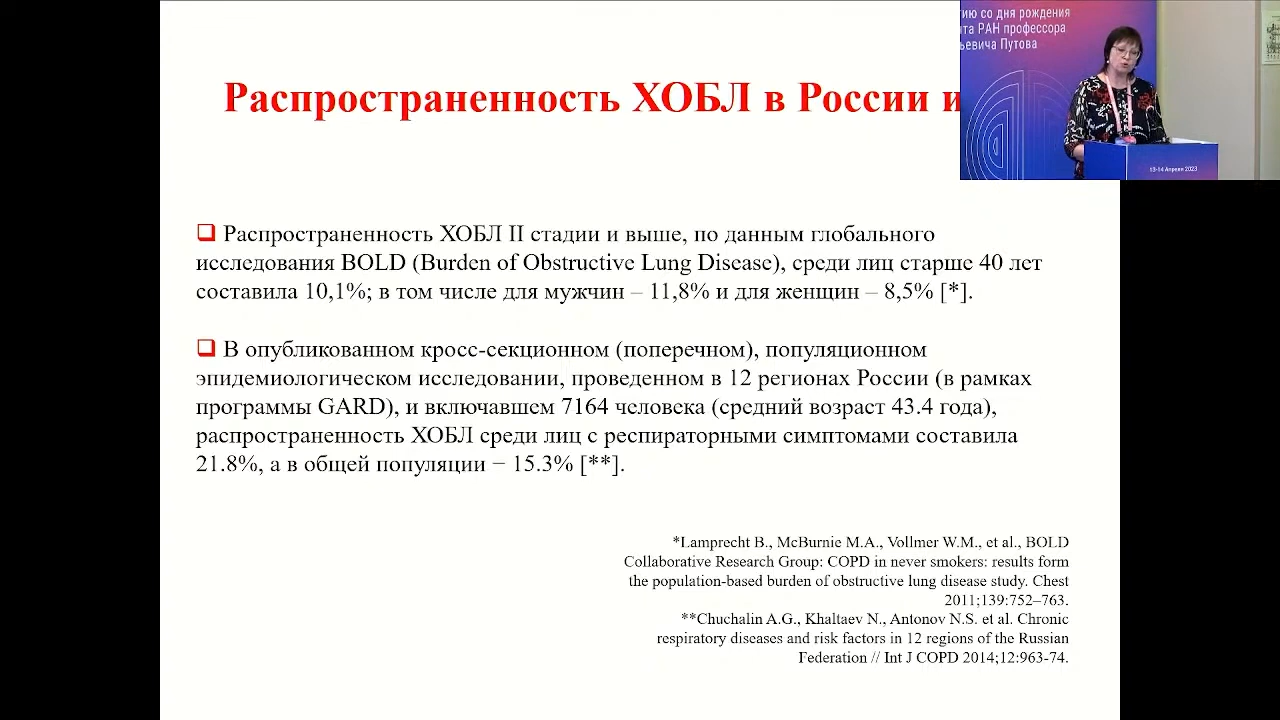 Распространенность ХОБЛ в России и
тию со дня рождения
та РАН профессора
ьевича Путова
13-14 Апреля 2023
❑ Распространенность ХОБЛ II стадии и выше, по данным глобального
исследования BOLD (Burden of Obstructive Lung Disease), среди лиц старше 40 лет
составила 10,1%; в том числе для мужчин – 11,8% и для женщин – 8,5% [*].
❑ В опубликованном кросс-секционном (поперечном), популяционном
эпидемиологическом исследовании, проведенном в 12 регионах России (в рамках
программы GARD), и включавшем 7164 человека (средний возраст 43.4 года),
распространенность ХОБЛ среди лиц с респираторными симптомами составила
21.8%, а в общей популяции − 15.3% [**].
*Lamprecht B., McBurnie M.A., Vollmer W.M., et al., BOLD
Collaborative Research Group: COPD in never smokers: results form
the population-based burden of obstructive lung disease study. Chest
2011;139:752–763.
**Chuchalin A.G., Khaltaev N., Antonov N.S. et al. Chronic
respiratory diseases and risk factors in 12 regions of the Russian
Federation // Int J COPD 2014;12:963-74.